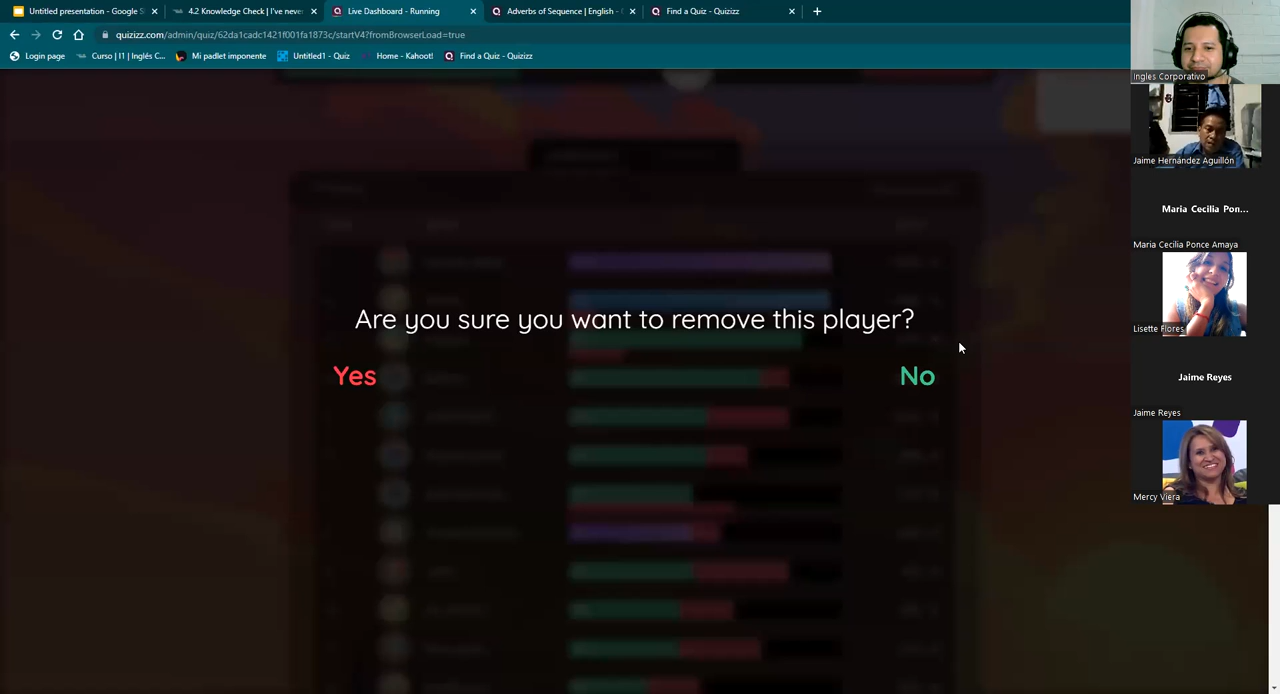 Untitled presentation - Google S
4.2 Knowledge Check | I've never
Live Dashboard - Running
Adverbs of Sequence | English -
Find a Quiz - Quizizz
quizizz.com/admin/quiz/62da1cadc1421f001fa1873c/startV4?fromBrowserLoad=true
Login page
Curso | I1 | Inglés C...
Mi padlet imponente
Untitled1 - Quiz
Home - Kahoot!
Find a Quiz - Quizizz
Are you sure you want to remove this player?
Yes
No
Ingles Corporativo
Jaime Hernández Aguillón
Maria Cecilia Pon...
Maria Cecilia Ponce Amaya
Lisette Flores
Jaime Reyes
Jaime Reyes
Mercy Viera